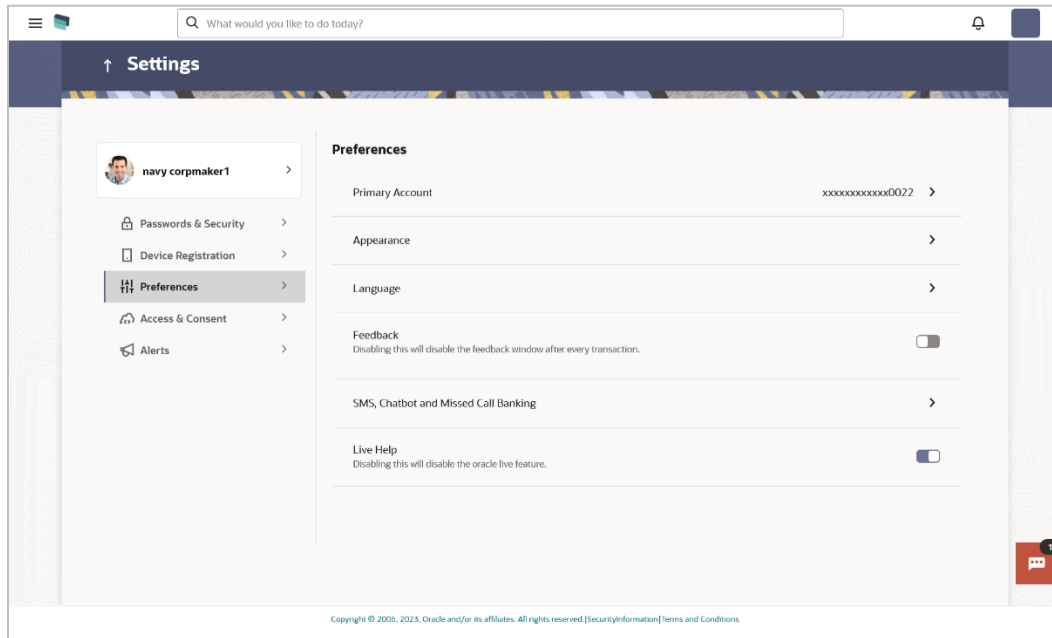 What would you like to do today?
↑ Settings
navy corpmaker1
Passwords & Security
Device Registration
Preferences
Access & Consent
Alerts
Preferences
Primary Account xxxxxxxxxxxx0022
Appearance
Language
Feedback
Disabling this will disable the feedback window after every transaction.
SMS, Chatbot and Missed Call Banking
Live Help
Disabling this will disable the oracle live feature.
1
Copyright © 2006, 2023, Oracle and/or its affiliates. All rights reserved.|SecurityInformation|Terms and Conditions